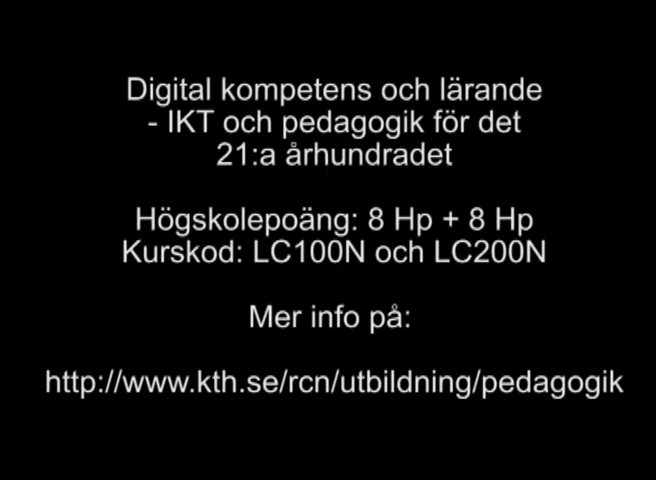 Digital kompetens och lärande
- IKT och pedagogik för det
21:a århundradet
Högskolepoäng: 8 Hp + 8 Hp
Kurskod: LC100N och LC200N
Mer info på:
http://www.kth.se/rcn/utbildning/pedagogik